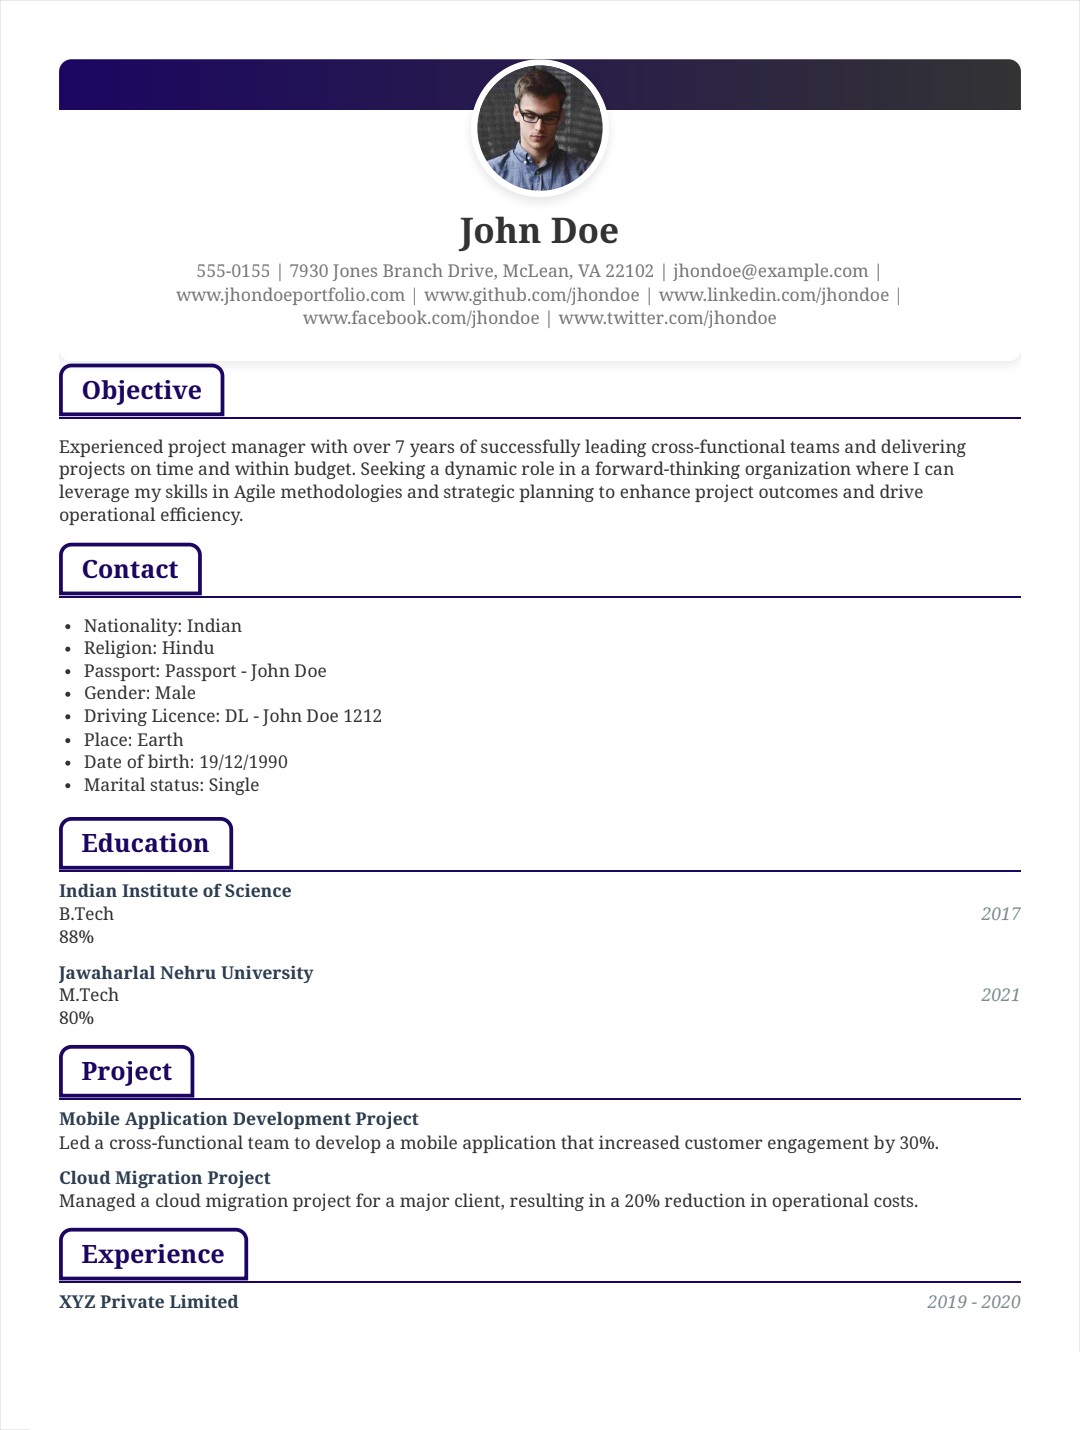 John Doe
555-0155 | 7930 Jones Branch Drive, McLean, VA 22102 | jhondoe@example.com |
www.jhondoeportfolio.com | www.github.com/jhondoe | www.linkedin.com/jhondoe |
www.facebook.com/jhondoe | www.twitter.com/jhondoe
Objective
Experienced project manager with over 7 years of successfully leading cross-functional teams and delivering
projects on time and within budget. Seeking a dynamic role in a forward-thinking organization where I can
leverage my skills in Agile methodologies and strategic planning to enhance project outcomes and drive
operational efficiency.
Contact
• Nationality: Indian
• Religion: Hindu
• Passport: Passport - John Doe
• Gender: Male
• Driving Licence: DL - John Doe 1212
• Place: Earth
• Date of birth: 19/12/1990
• Marital status: Single
Education
Indian Institute of Science
B.Tech 2017
88%
Jawaharlal Nehru University
M.Tech 2021
80%
Project
Mobile Application Development Project
Led a cross-functional team to develop a mobile application that increased customer engagement by 30%.
Cloud Migration Project
Managed a cloud migration project for a major client, resulting in a 20% reduction in operational costs.
Experience
XYZ Private Limited 2019 - 2020